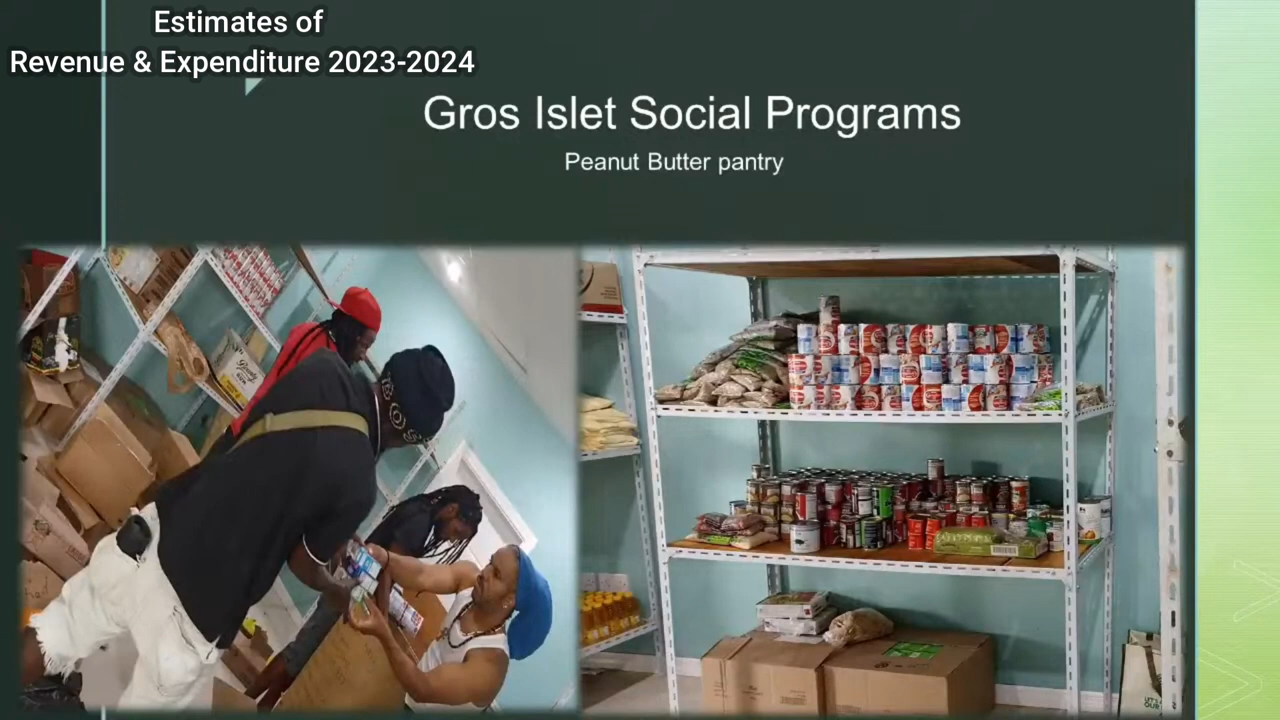 Estimates of
Revenue & Expenditure 2023-2024
Gros Islet Social Programs
Peanut Butter pantry